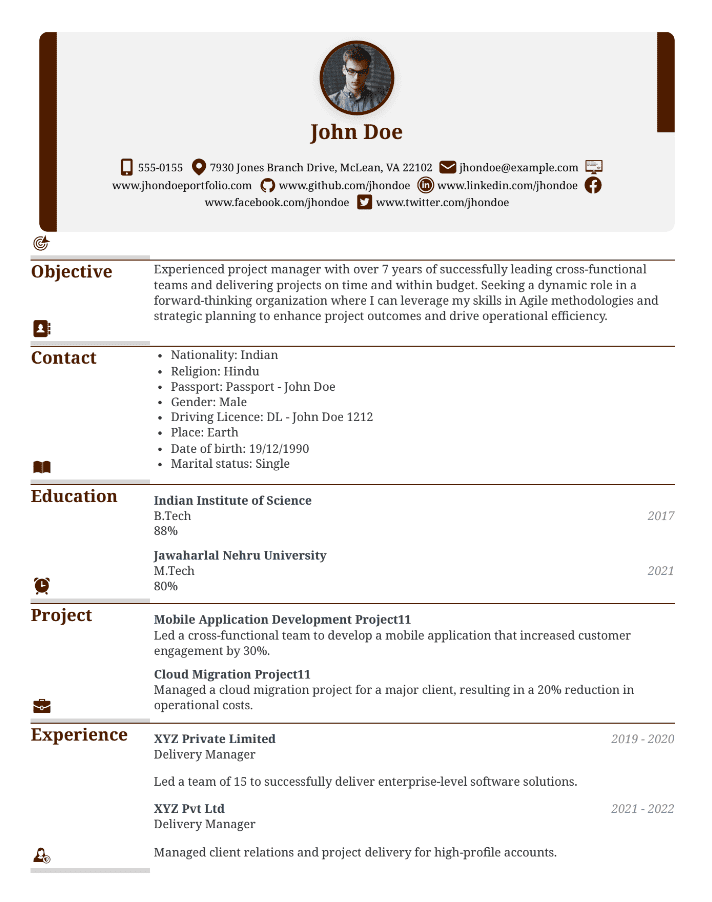 John Doe
555-0155 7930 Jones Branch Drive, McLean, VA 22102 jhondoe@example.com
www.jhondoeportfolio.com www.github.com/jhondoe www.linkedin.com/jhondoe
www.facebook.com/jhondoe www.twitter.com/jhondoe
Objective
Experienced project manager with over 7 years of successfully leading cross-functional
teams and delivering projects on time and within budget. Seeking a dynamic role in a
forward-thinking organization where I can leverage my skills in Agile methodologies and
strategic planning to enhance project outcomes and drive operational efficiency.
Contact
• Nationality: Indian
• Religion: Hindu
• Passport: Passport - John Doe
• Gender: Male
• Driving Licence: DL - John Doe 1212
• Place: Earth
• Date of birth: 19/12/1990
• Marital status: Single
Education
Indian Institute of Science
B.Tech 2017
88%
Jawaharlal Nehru University
M.Tech 2021
80%
Project
Mobile Application Development Project11
Led a cross-functional team to develop a mobile application that increased customer
engagement by 30%.
Cloud Migration Project11
Managed a cloud migration project for a major client, resulting in a 20% reduction in
operational costs.
Experience
XYZ Private Limited 2019 - 2020
Delivery Manager
Led a team of 15 to successfully deliver enterprise-level software solutions.
XYZ Pvt Ltd 2021 - 2022
Delivery Manager
Managed client relations and project delivery for high-profile accounts.